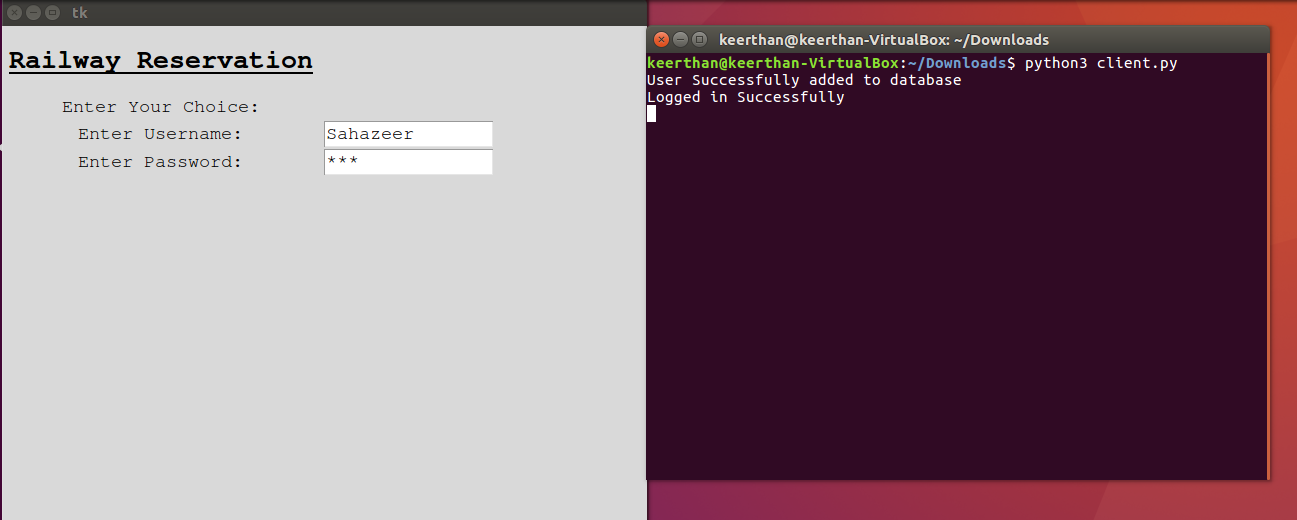 tk
Railway Reservation
Enter Your Choice:
Enter Username: Sahazeer
Enter Password: ***
keerthan@keerthan-VirtualBox: ~/Downloads
keerthan@keerthan-VirtualBox:~/Downloads$ python3 client.py
User Successfully added to database
Logged in Successfully